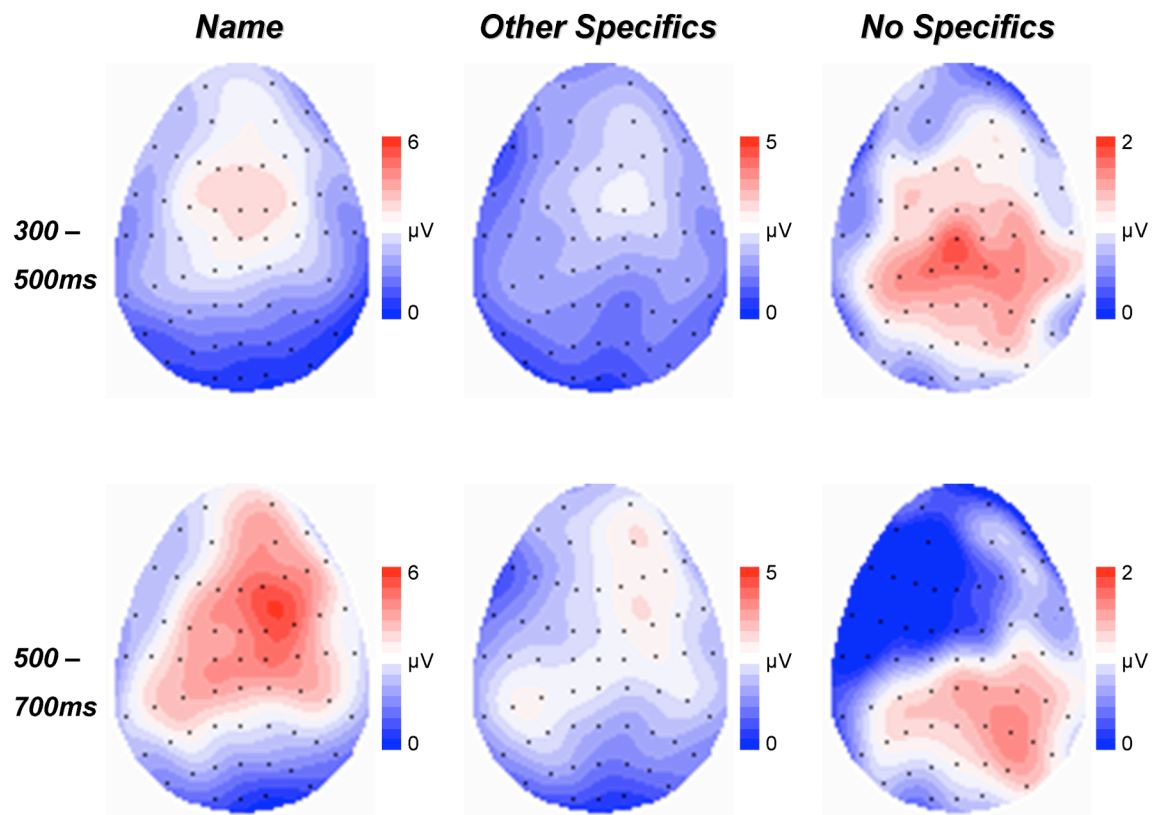 Name Other Specifics No Specifics
6 5 2
300 –
500ms
µV µV µV
0 0 0
6 5 2
500 –
700ms
µV µV µV
0 0 0